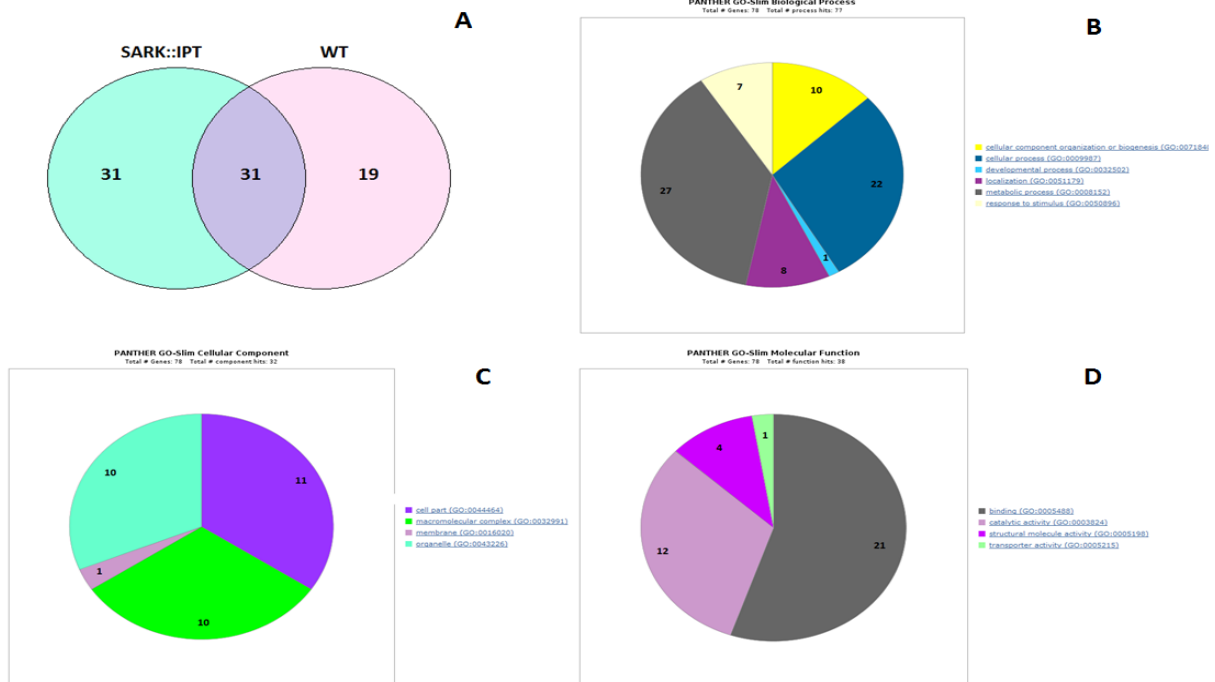 A
SARK::IPT
WT
31
31
19
PANTHER GO-Slim Biological Process
Total # Genes: 78 Total # process hits: 77
B
7
10
27
22
1
8
cellular component organization or biogenesis (GO:007184
cellular process (GO:0009987)
developmental process (GO:0032502)
localization (GO:0051179)
metabolic process (GO:0008152)
response to stimulus (GO:0050896)
PANTHER GO-Slim Cellular Component
Total # Genes: 78 Total # component hits: 32
C
10
11
1
10
cell part (GO:0044464)
macromolecular complex (GO:0032991)
membrane (GO:0016020)
organelle (GO:0043226)
PANTHER GO-Slim Molecular Function
Total # Genes: 78 Total # function hits: 38
D
1
4
12
21
binding (GO:0005488)
catalytic activity (GO:0003824)
structural molecule activity (GO:0005198)
transporter activity (GO:0005215)